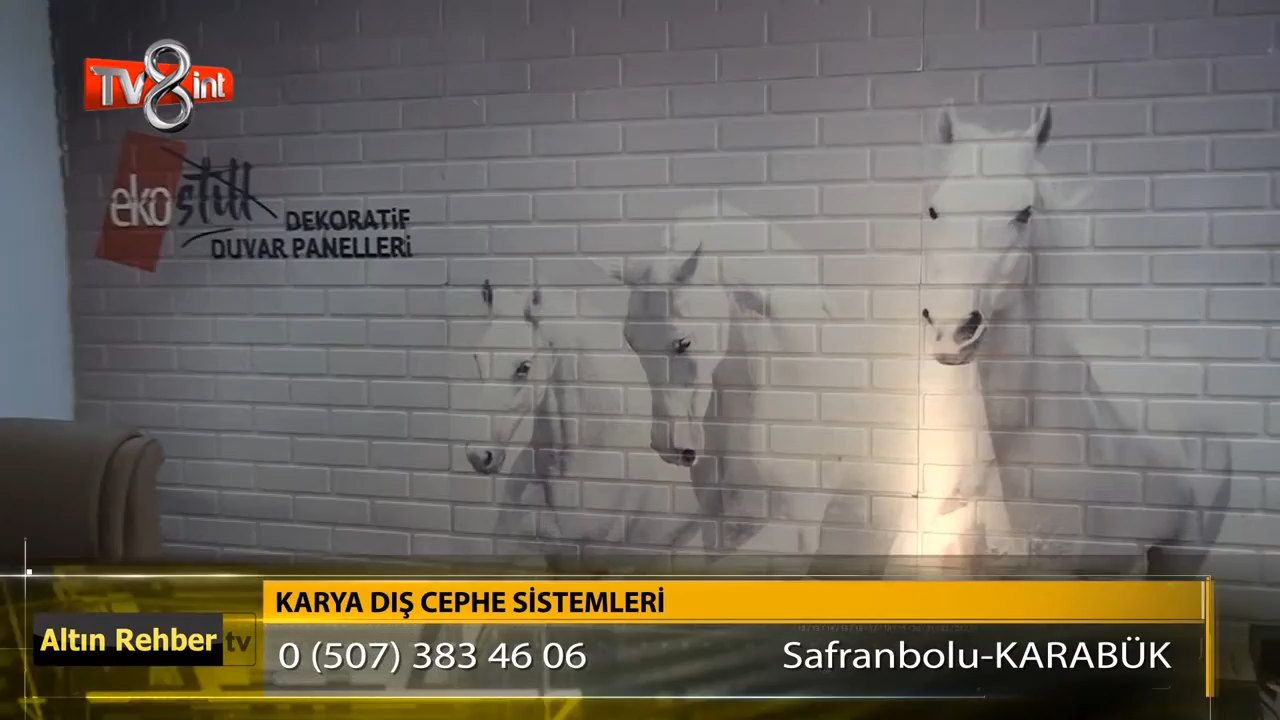 TV8int
ekostill
DEKORATİF
DUVAR PANELLERİ
KARYA DIŞ CEPHE SİSTEMLERİ
Altın Rehber tv
0 (507) 383 46 06
Safranbolu-KARABÜK